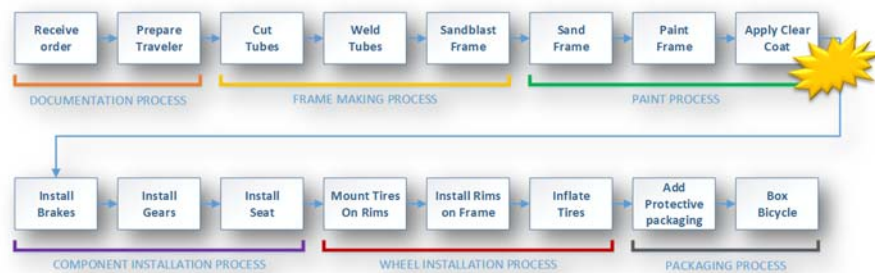 Receive
order
Prepare
Traveler
Cut
Tubes
Weld
Tubes
Sandblast
Frame
Sand
Frame
Paint
Frame
Apply Clear
Coat
DOCUMENTATION PROCESS
FRAME MAKING PROCESS
PAINT PROCESS
Install
Brakes
Install
Gears
Install
Seat
Mount Tires
On Rims
Install Rims
on Frame
Inflate
Tires
Add
Protective
packaging
Box
Bicycle
COMPONENT INSTALLATION PROCESS
WHEEL INSTALLATION PROCESS
PACKAGING PROCESS